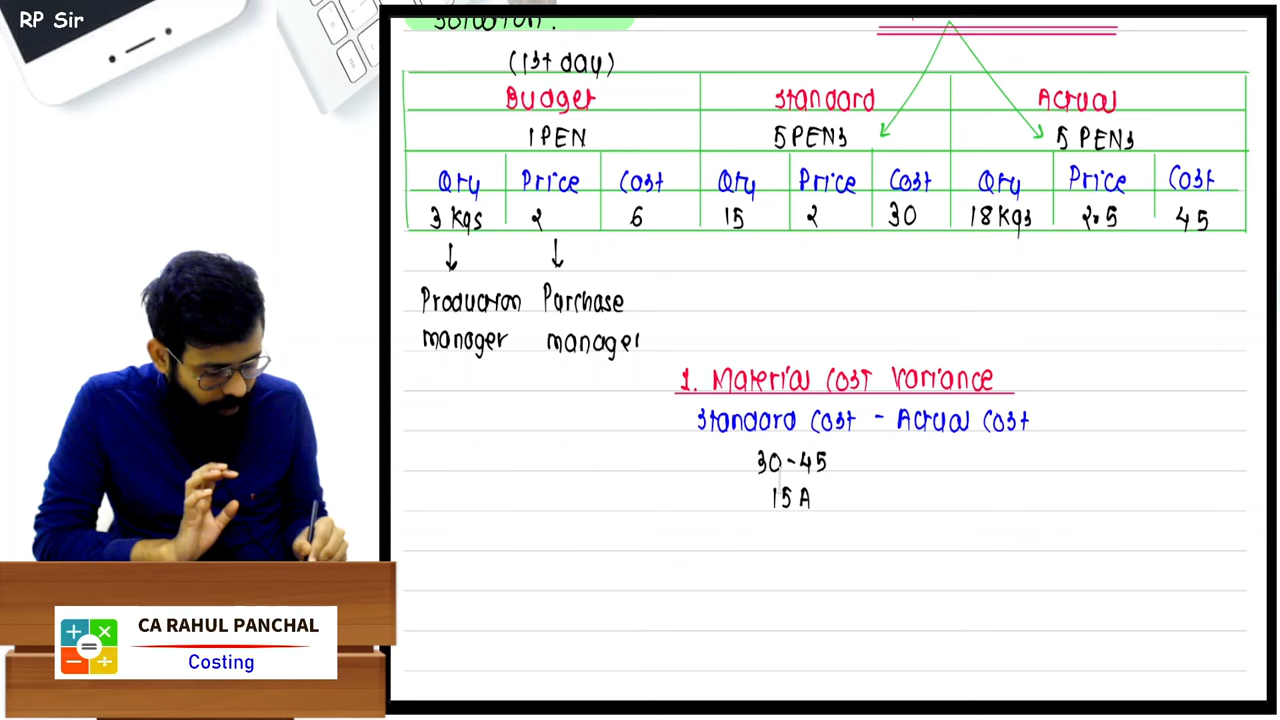 RP Sir
Solution:
(1st day)
Budget Standard Actual
1 PEN 5 PENs 5 PENs
Qty Price Cost Qty Price Cost Qty Price Cost
3 Kgs 2 6 15 2 30 18 Kgs 2.5 45
↓ ↓
Production Purchase
manager manager
1. Material Cost Variance
Standard Cost - Actual Cost
30-45
15 A
CA RAHUL PANCHAL
Costing